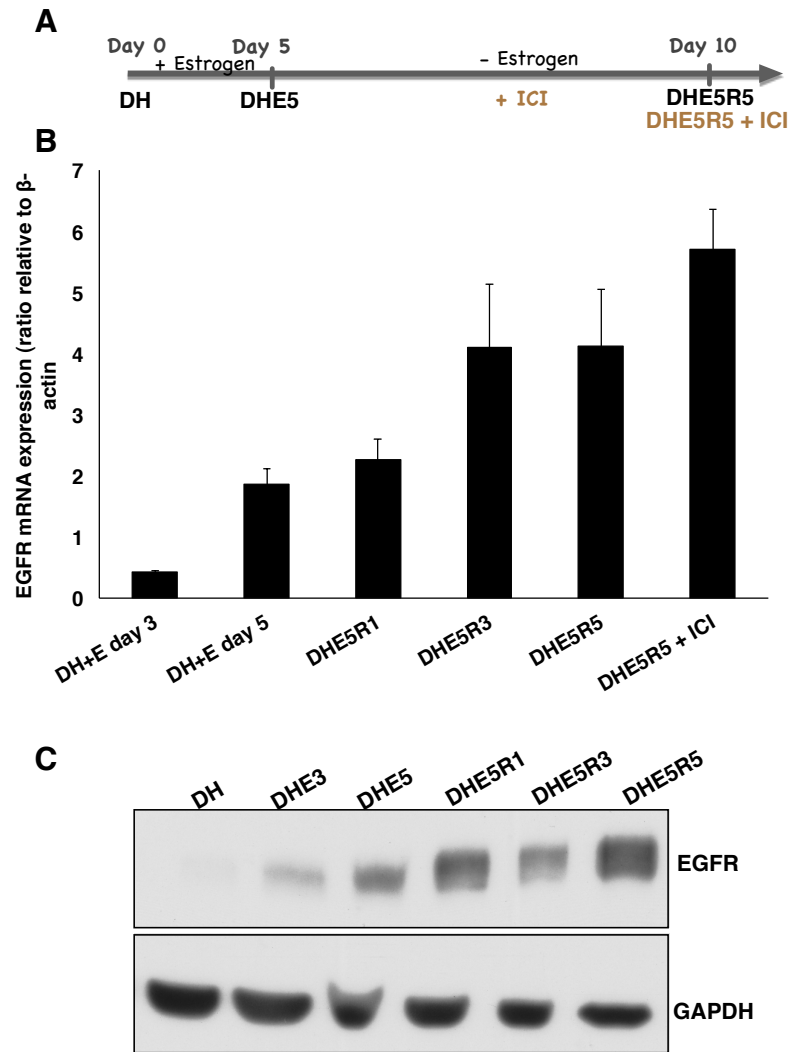 A
Day 0 Day 5 Day 10
+ Estrogen - Estrogen
DH DHE5 + ICI DHE5R5
DHE5R5 + ICI
B
EGFR mRNA expression (ratio relative to β-
actin
7
6
5
4
3
2
1
0
DH+E day 3 DH+E day 5 DHE5R1 DHE5R3 DHE5R5 DHE5R5 + ICI
C
DH DHE3 DHE5 DHE5R1 DHE5R3 DHE5R5
EGFR
GAPDH